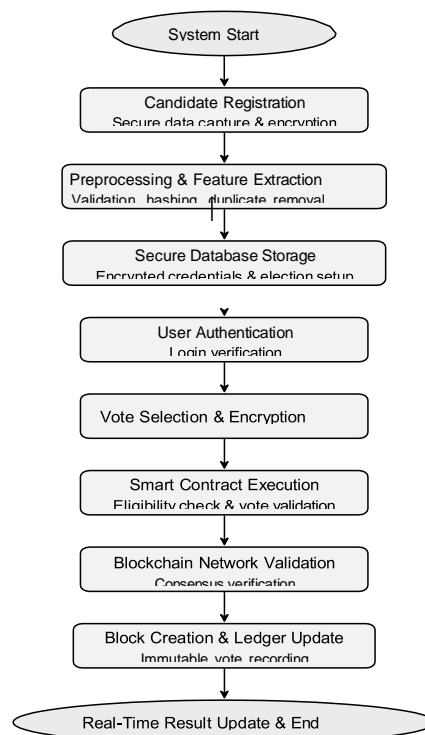 System Start
Candidate Registration
Secure data capture & encryption
Preprocessing & Feature Extraction
Validation, hashing, duplicate removal
Secure Database Storage
Encrypted credentials & election setup
User Authentication
Login verification
Vote Selection & Encryption
Smart Contract Execution
Eligibility check & vote validation
Blockchain Network Validation
Consensus verification
Block Creation & Ledger Update
Immutable vote recording
Real-Time Result Update & End